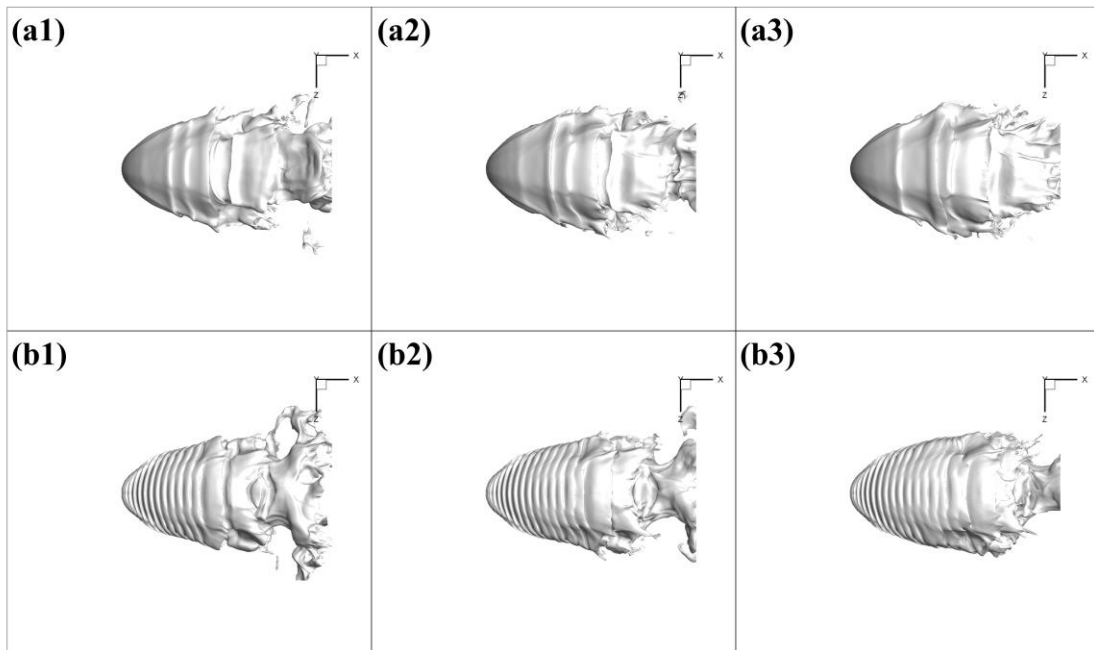 (a1)
(a2)
(a3)
Y X
Z
Y X
Z
Y X
Z
(b1)
(b2)
(b3)
Y X
Z
Y X
Z
Y X
Z